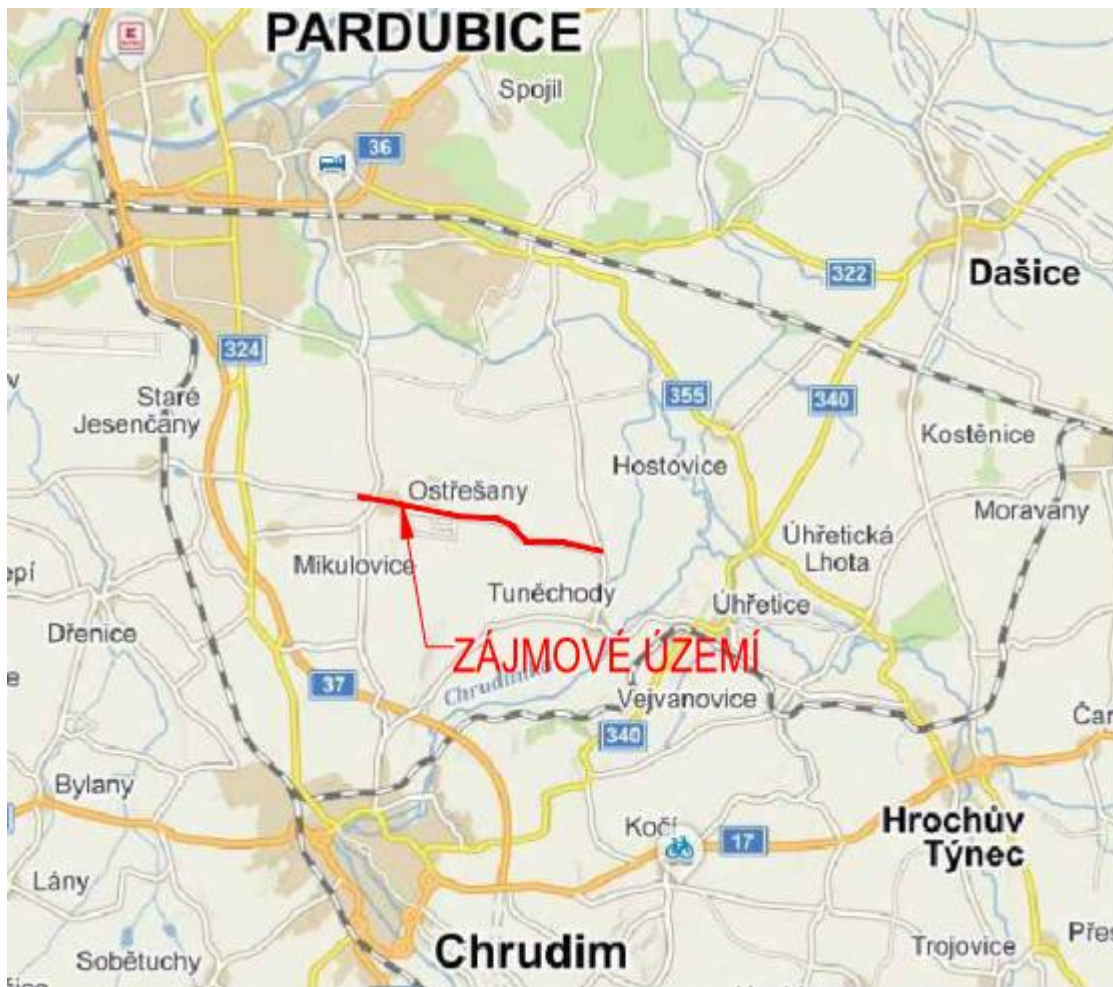 PARDUBICE
Spojil
36
322
Dašice
324
Staré
Jesenčany
355
340
Kostěnice
Hostovice
Ostřešany
Moravany
Úhřetická
Lhota
Mikulovice
Tuněchody
Úhřetice
Dřenice
ZÁJMOVÉ ÚZEMÍ
37
Vejvanovice
340
Bylany
Kočí
17
Hrochův
Týnec
Lány
Chrudim
Sobětuchy
Trojovice